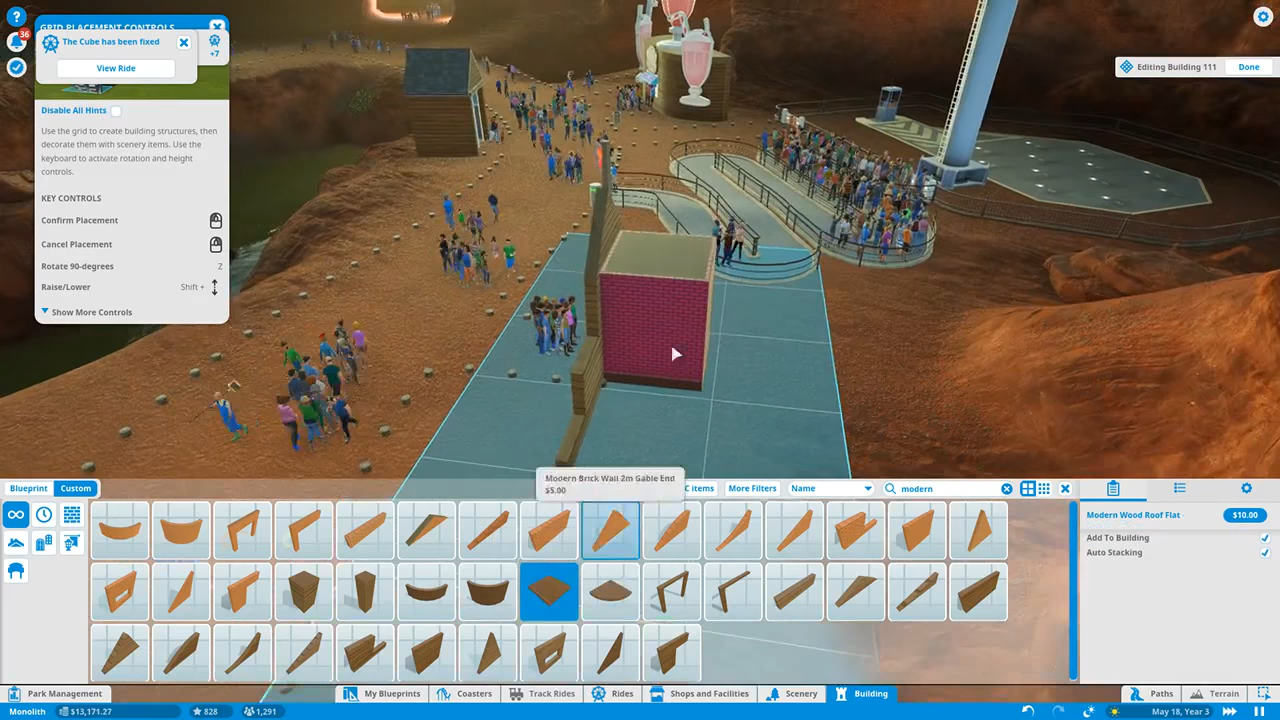 GRID PLACEMENT CONTROLS
36
The Cube has been fixed
+7
View Ride
Disable All Hints
Use the grid to create building structures, then
decorate them with scenery items. Use the
keyboard to activate rotation and height
controls.
KEY CONTROLS
Confirm Placement
Cancel Placement
Rotate 90-degrees Z
Raise/Lower Shift +
Show More Controls
Editing Building 111 Done
Modern Brick Wall 2m Gable End
$5.00
Blueprint Custom C items More Filters Name modern
Modern Wood Roof Flat $10.00
Add To Building
Auto Stacking
Park Management My Blueprints Coasters Track Rides Rides Shops and Facilities Scenery Building Paths Terrain
Monolith $13,171.27 828 1,291 May 18, Year 3